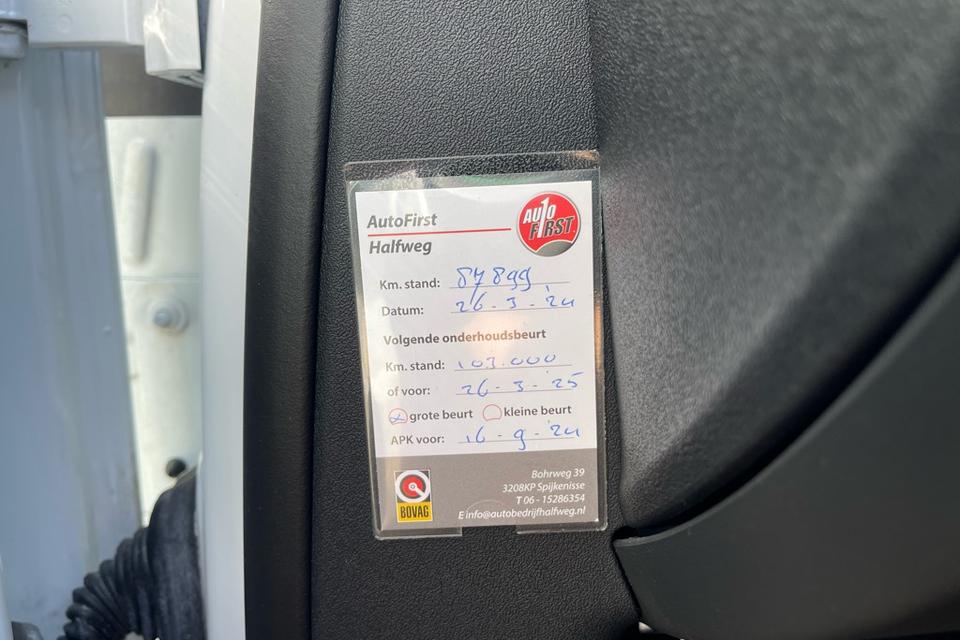 AutoFirst
Halfweg
AUTO FIRST
Km. stand: 87899
Datum: 26-3-24
Volgende onderhoudsbeurt
Km. stand: 103.000
of voor: 26-3-25
grote beurt kleine beurt
APK voor: 16-9-24
Bohrweg 39
3208KP Spijkenisse
T 06 - 15286354
E info@autobedrijfhalfweg.nl
BOVAG